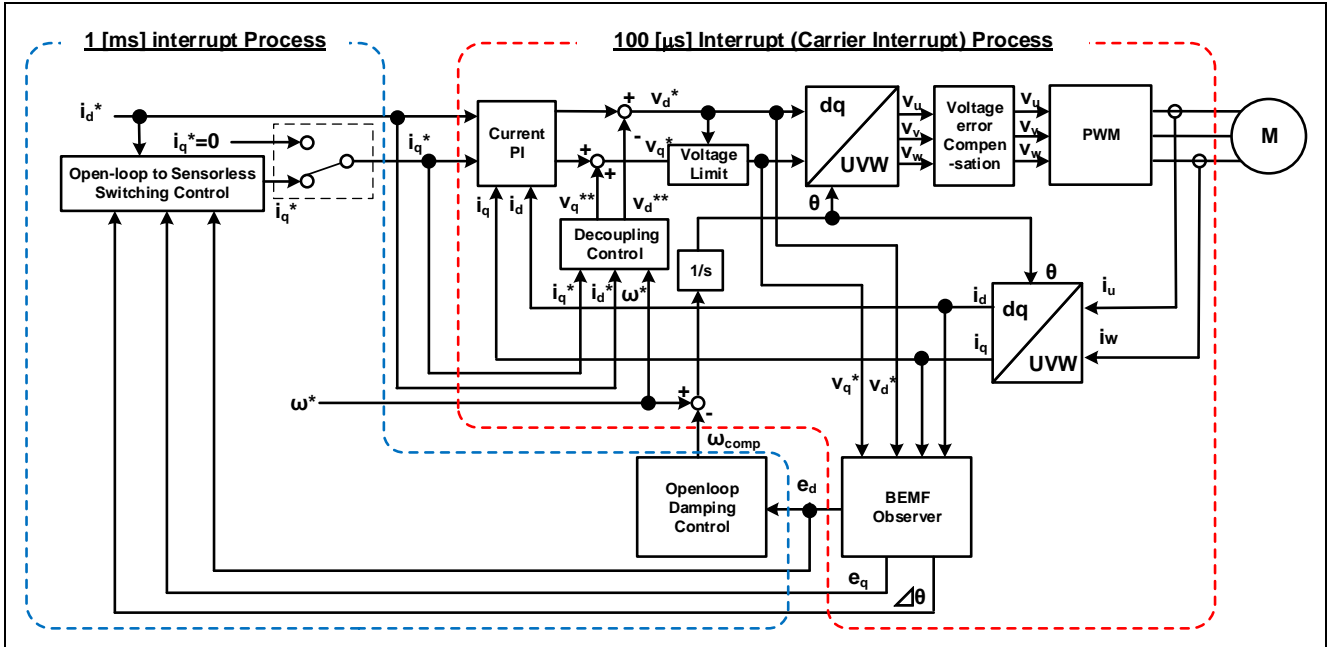 1 [ms] interrupt Process
100 [μs] Interrupt (Carrier Interrupt) Process
i_d*
i_q*=0
Open-loop to Sensorless
Switching Control
i_q*
i_q*
Current
PI
+
-
v_d*
+
+
v_q*
Voltage
Limit
dq
UVW
v_u
v_v
v_w
Voltage
error
Compen
-sation
v_u
v_v
v_w
PWM
M
i_q
i_d
v_q**
v_d**
Decoupling
Control
θ
1/s
i_q*
i_d*
ω*
θ
i_d
i_q
dq
UVW
i_u
iw
ω*
+
-
ω_comp
v_q*
v_d*
Openloop
Damping
Control
e_d
BEMF
Observer
e_q
⊿θ